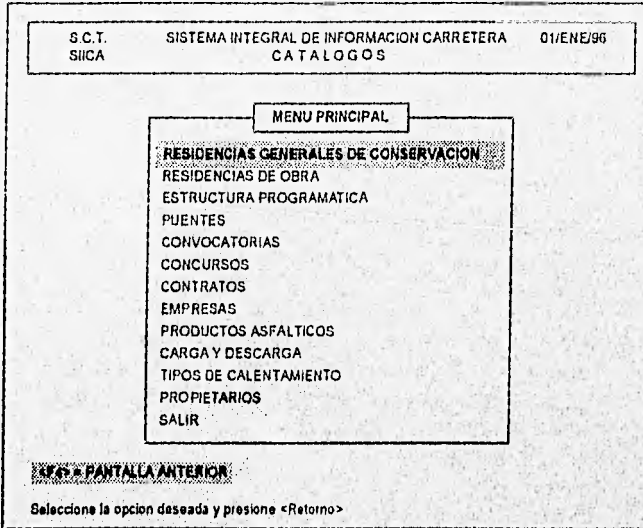 S.C.T. SISTEMA INTEGRAL DE INFORMACION CARRETERA 01/ENE/96
SIICA C A T A L O G O S
MENU PRINCIPAL
RESIDENCIAS GENERALES DE CONSERVACION
RESIDENCIAS DE OBRA
ESTRUCTURA PROGRAMATICA
PUENTES
CONVOCATORIAS
CONCURSOS
CONTRATOS
EMPRESAS
PRODUCTOS ASFALTICOS
CARGA Y DESCARGA
TIPOS DE CALENTAMIENTO
PROPIETARIOS
SALIR
<F4> = PANTALLA ANTERIOR
Seleccione la opcion deseada y presione <Retorno>